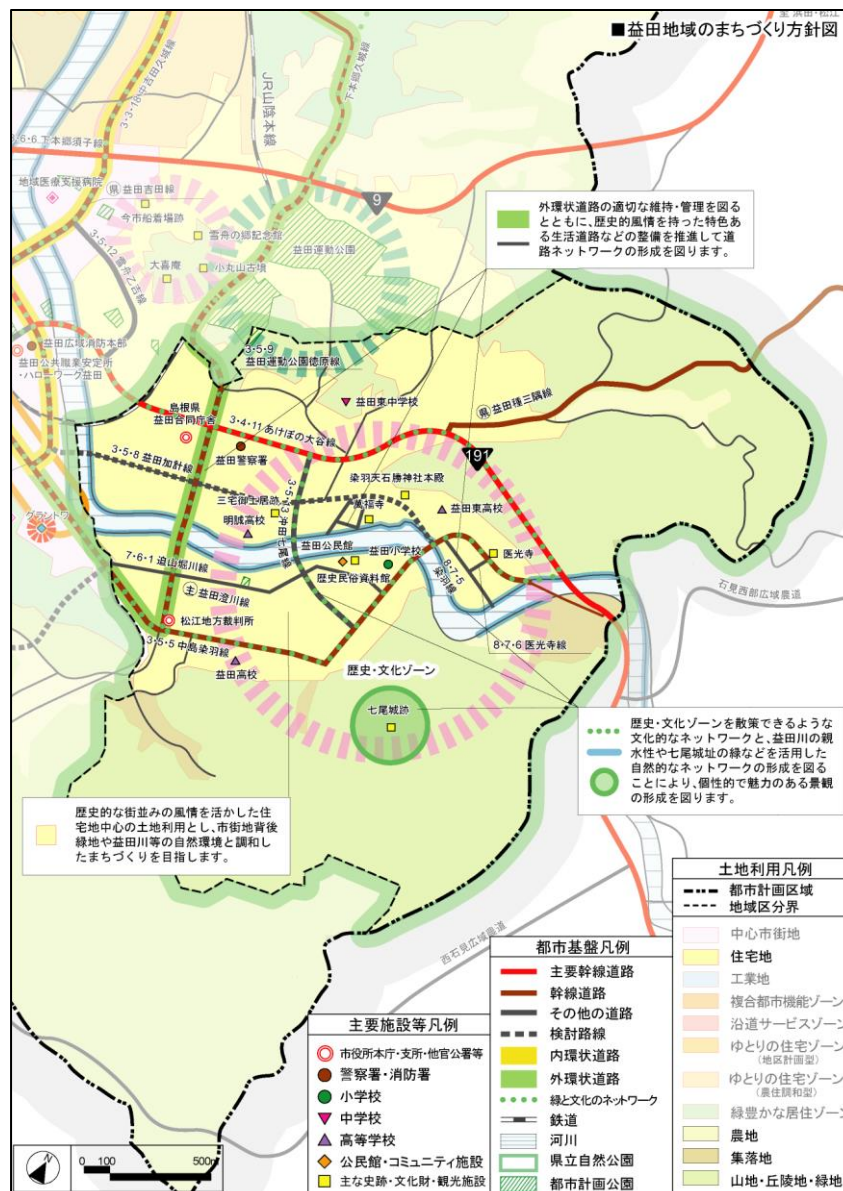 ■益田地域のまちづくり方針図
至 浜田・松江
3・3・18 中吉田久城線
JR山陰本線
下本郷久城線
・6・6 下本郷須子線
9
地域医療支援病院
県 益田吉田線
今市船着場跡
雪舟の郷記念館
益田運動公園
3・5・12 雪舟乙吉線
大喜庵
小丸山古墳
外環状道路の適切な維持・管理を図る
とともに、歴史的風情を持った特色あ
る生活道路などの整備を推進して道
路ネットワークの形成を図ります。
益田広域消防本部
益田公共職業安定所
・ハローワーク益田
3・5・9
益田運動公園徳原線
島根県
益田合同庁舎
益田東中学校
県 益田種三隅線
3・4・11 あけぼの大谷線
191
3・5・8 益田加計線
益田警察署
染羽天石勝神社本殿
三宅御土居跡
3・5・13 沖田七尾線
萬福寺
益田東高校
明誠高校
グラントワ
益田公民館
益田小学校
医光寺
7・6・1 迫山堀川線
歴史民俗資料館
8・7・5 染羽線
主 益田澄川線
石見西部広域農道
松江地方裁判所
8・7・6 医光寺線
3・5・5 中島染羽線
益田高校
歴史・文化ゾーン
七尾城跡
歴史・文化ゾーンを散策できるような
文化的なネットワークと、益田川の親
水性や七尾城址の緑などを活用した
自然的なネットワークの形成を図る
ことにより、個性的で魅力のある景観
の形成を図ります。
歴史的な街並みの風情を活かした住
宅地中心の土地利用とし、市街地背後
緑地や益田川等の自然環境と調和し
たまちづくりを目指します。
西石見広域農道
土地利用凡例
都市計画区域
地域区分界
中心市街地
住宅地
工業地
複合都市機能ゾーン
沿道サービスゾーン
ゆとりの住宅ゾーン
(地区計画型)
ゆとりの住宅ゾーン
(農住調和型)
緑豊かな居住ゾーン
農地
集落地
山地・丘陵地・緑地
都市基盤凡例
主要幹線道路
幹線道路
その他の道路
検討路線
内環状道路
外環状道路
緑と文化のネットワーク
鉄道
河川
県立自然公園
都市計画公園
主要施設等凡例
市役所本庁・支所・他官公署等
警察署・消防署
小学校
中学校
高等学校
公民館・コミュニティ施設
主な史跡・文化財・観光施設
0 100 500m